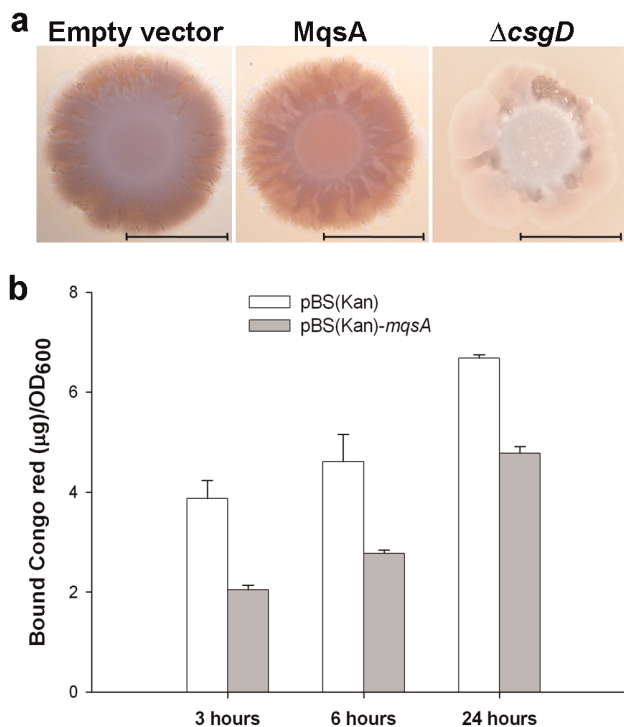 a
Empty vector
MqsA
ΔcsgD
b
8
6
4
2
0
Bound Congo red (μg)/OD600
pBS(Kan)
pBS(Kan)-mqsA
3 hours
6 hours
24 hours